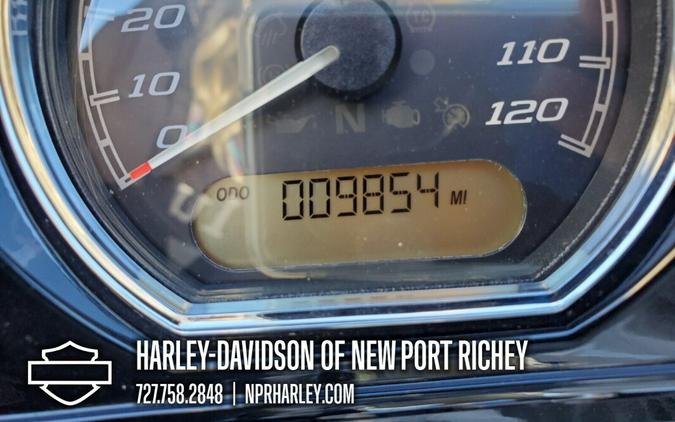 20
10
0
110
120
TC
N
ODO 009854 MI
HARLEY-DAVIDSON OF NEW PORT RICHEY
727.758.2848 | NPRHARLEY.COM